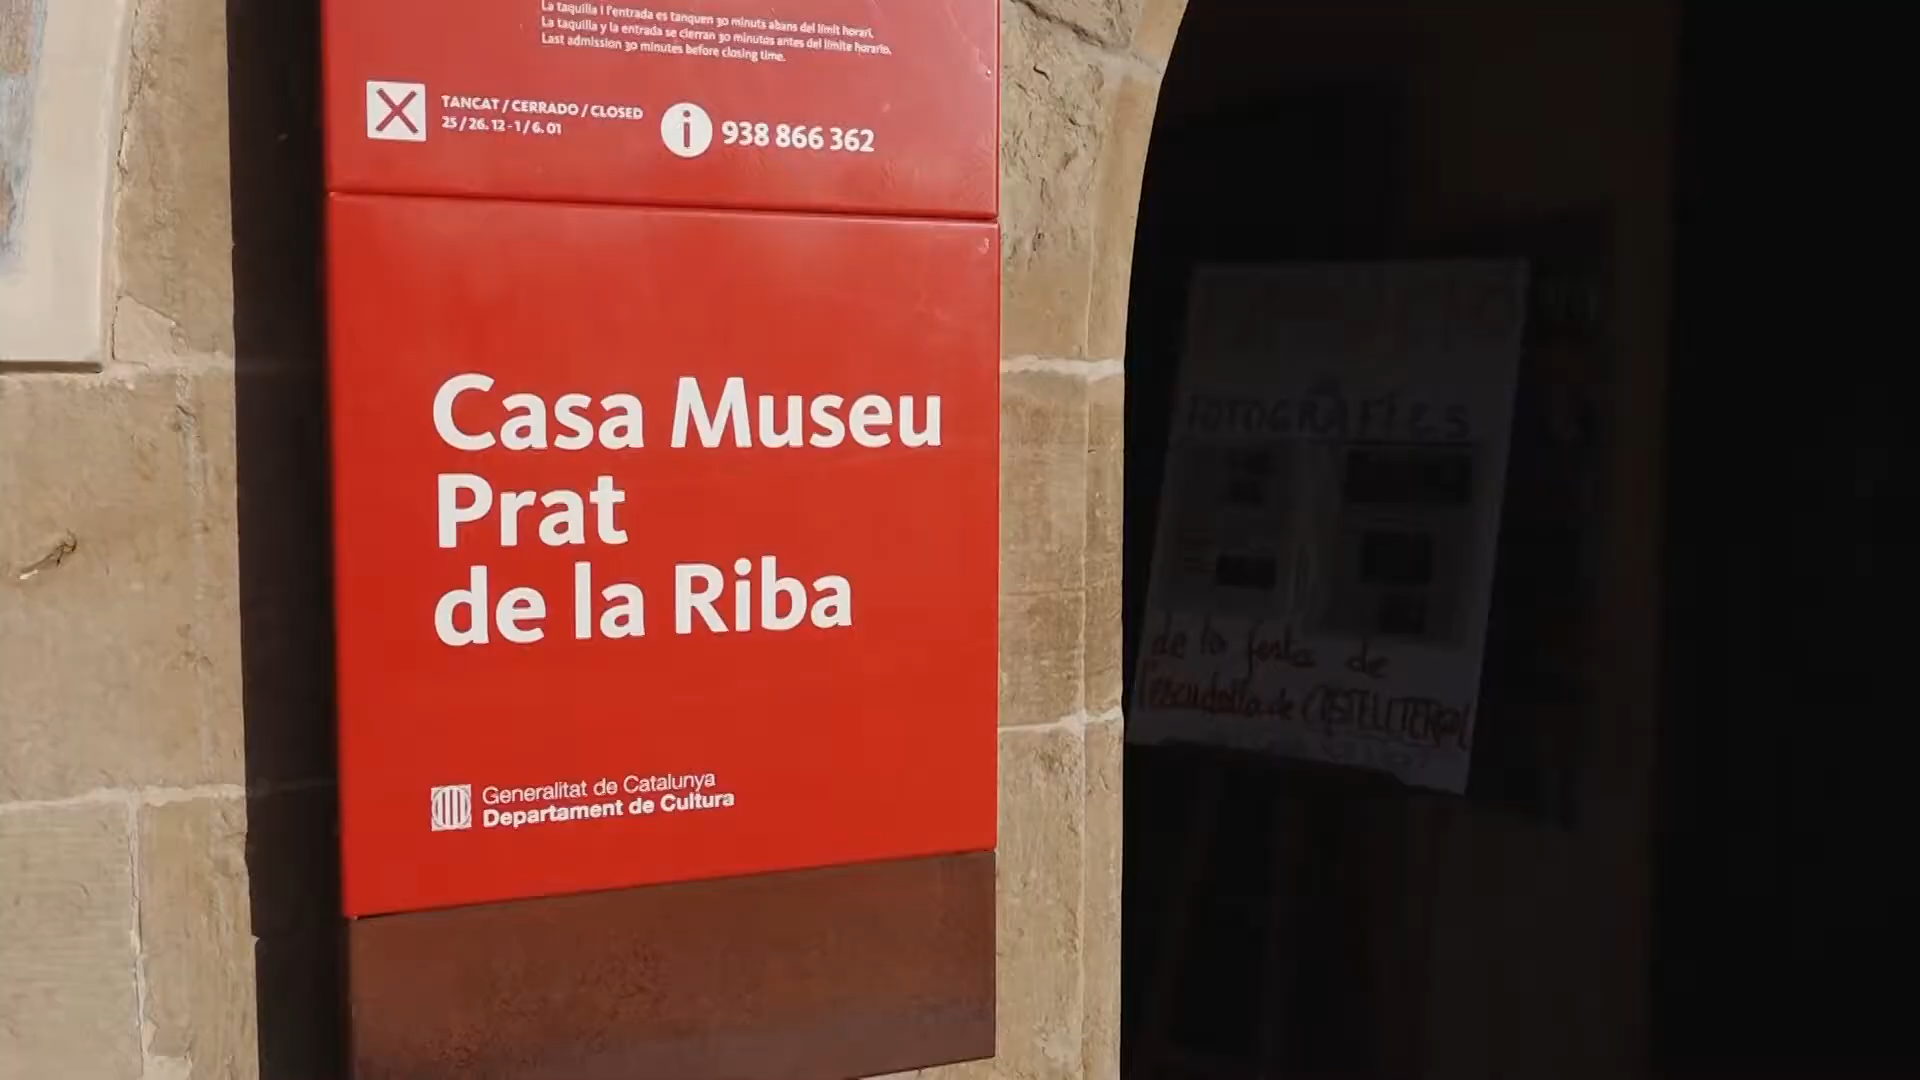 La taquilla i l'entrada es tanquen 30 minuts abans del límit horari.
La taquilla y la entrada se cierran 30 minutos antes del límite horario.
Last admission 30 minutes before closing time.
TANCAT / CERRADO / CLOSED
25 / 26. 12 - 1 / 6. 01
i 938 866 362
Casa Museu
Prat
de la Riba
Generalitat de Catalunya
Departament de Cultura
FOTOGRAFIES
de la festa de
l'escudella de CASTELLTERÇOL